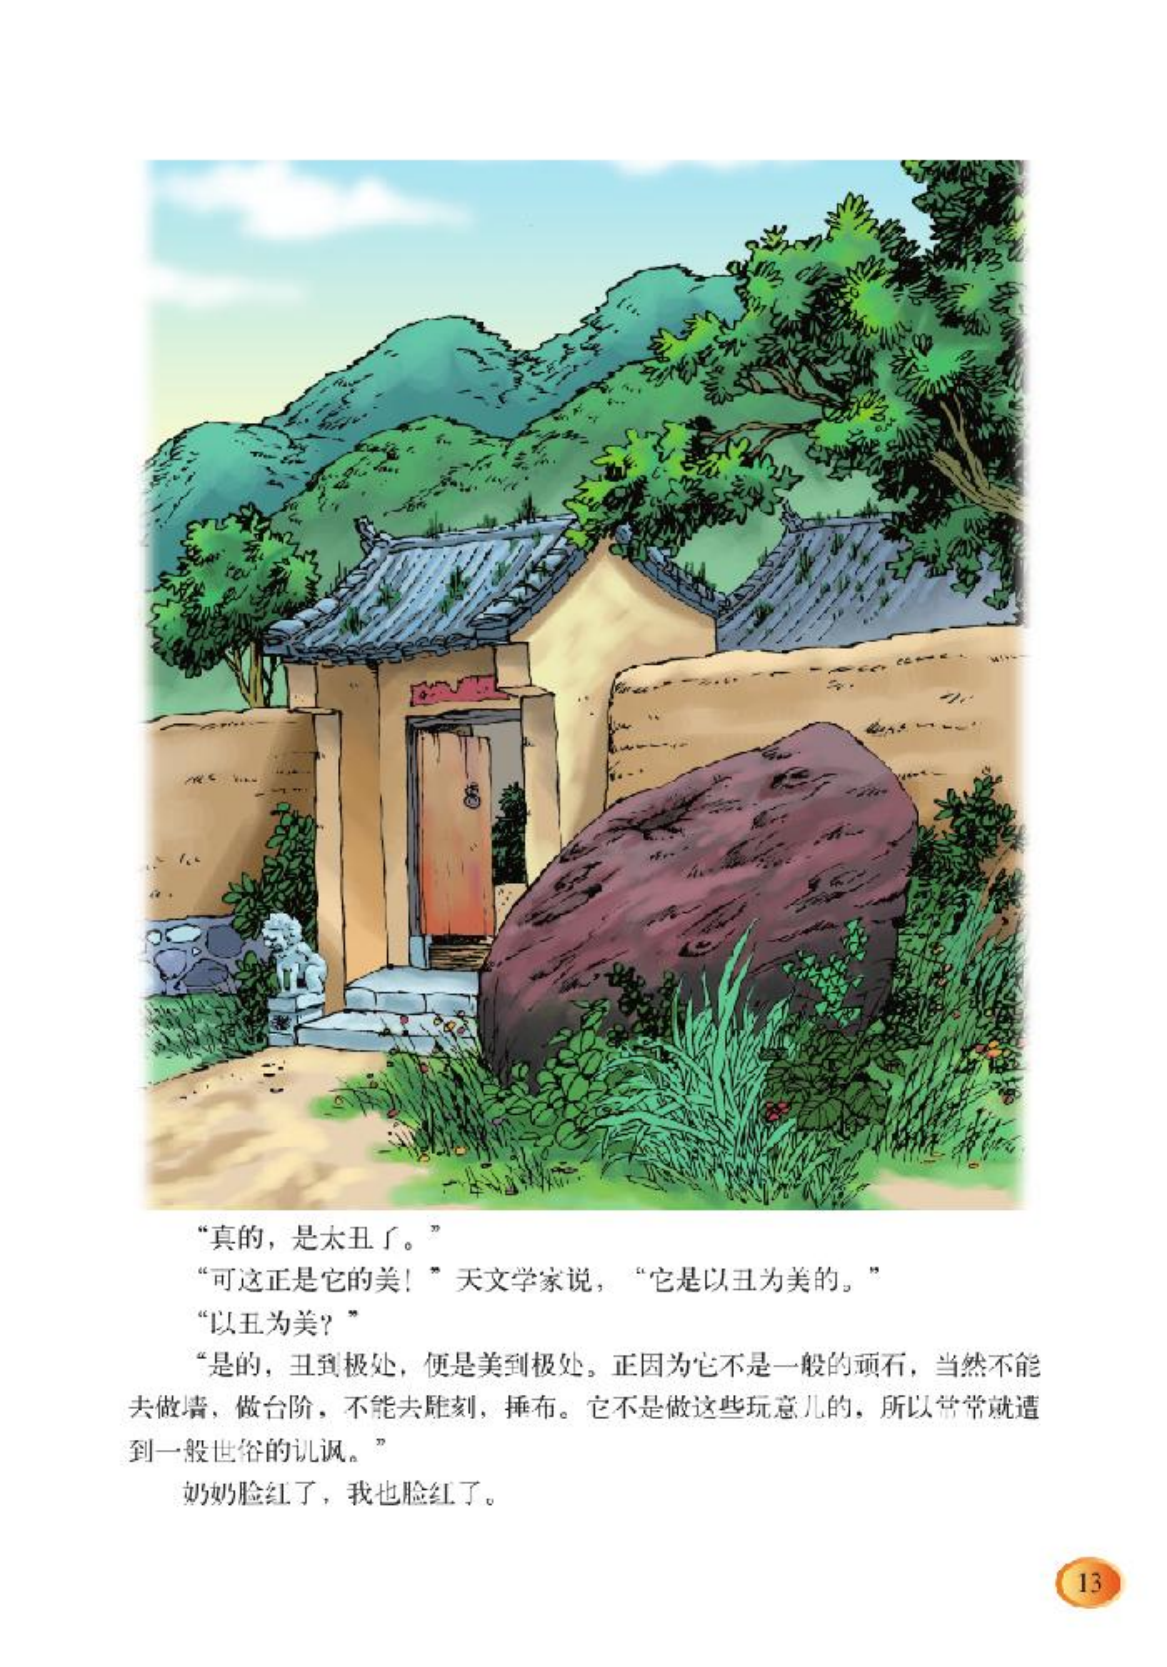 “真的，是太丑了。”
“可这正是它的美！”天文学家说，“它是以丑为美的。”
“以丑为美？”
“是的，丑到极处，便是美到极处。正因为它不是一般的顽石，当然不能
去做墙，做台阶，不能去雕刻，捶布。它不是做这些玩意儿的，所以常常就遭
到一般世俗的讥讽。”
奶奶脸红了，我也脸红了。
13